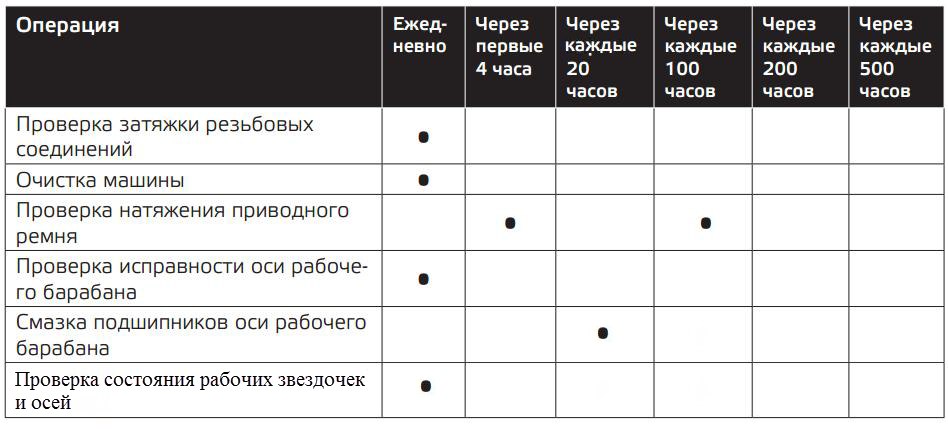 Операция
Ежед-
невно
Через
первые
4 часа
Через
каждые
20
часов
Через
каждые
100
часов
Через
каждые
200
часов
Через
каждые
500
часов
Проверка затяжки резьбовых
соединений
•
Очистка машины
•
Проверка натяжения приводного
ремня
• •
Проверка исправности оси рабоче-
го барабана
•
Смазка подшипников оси рабочего
барабана
•
Проверка состояния рабочих звездочек
и осей
•